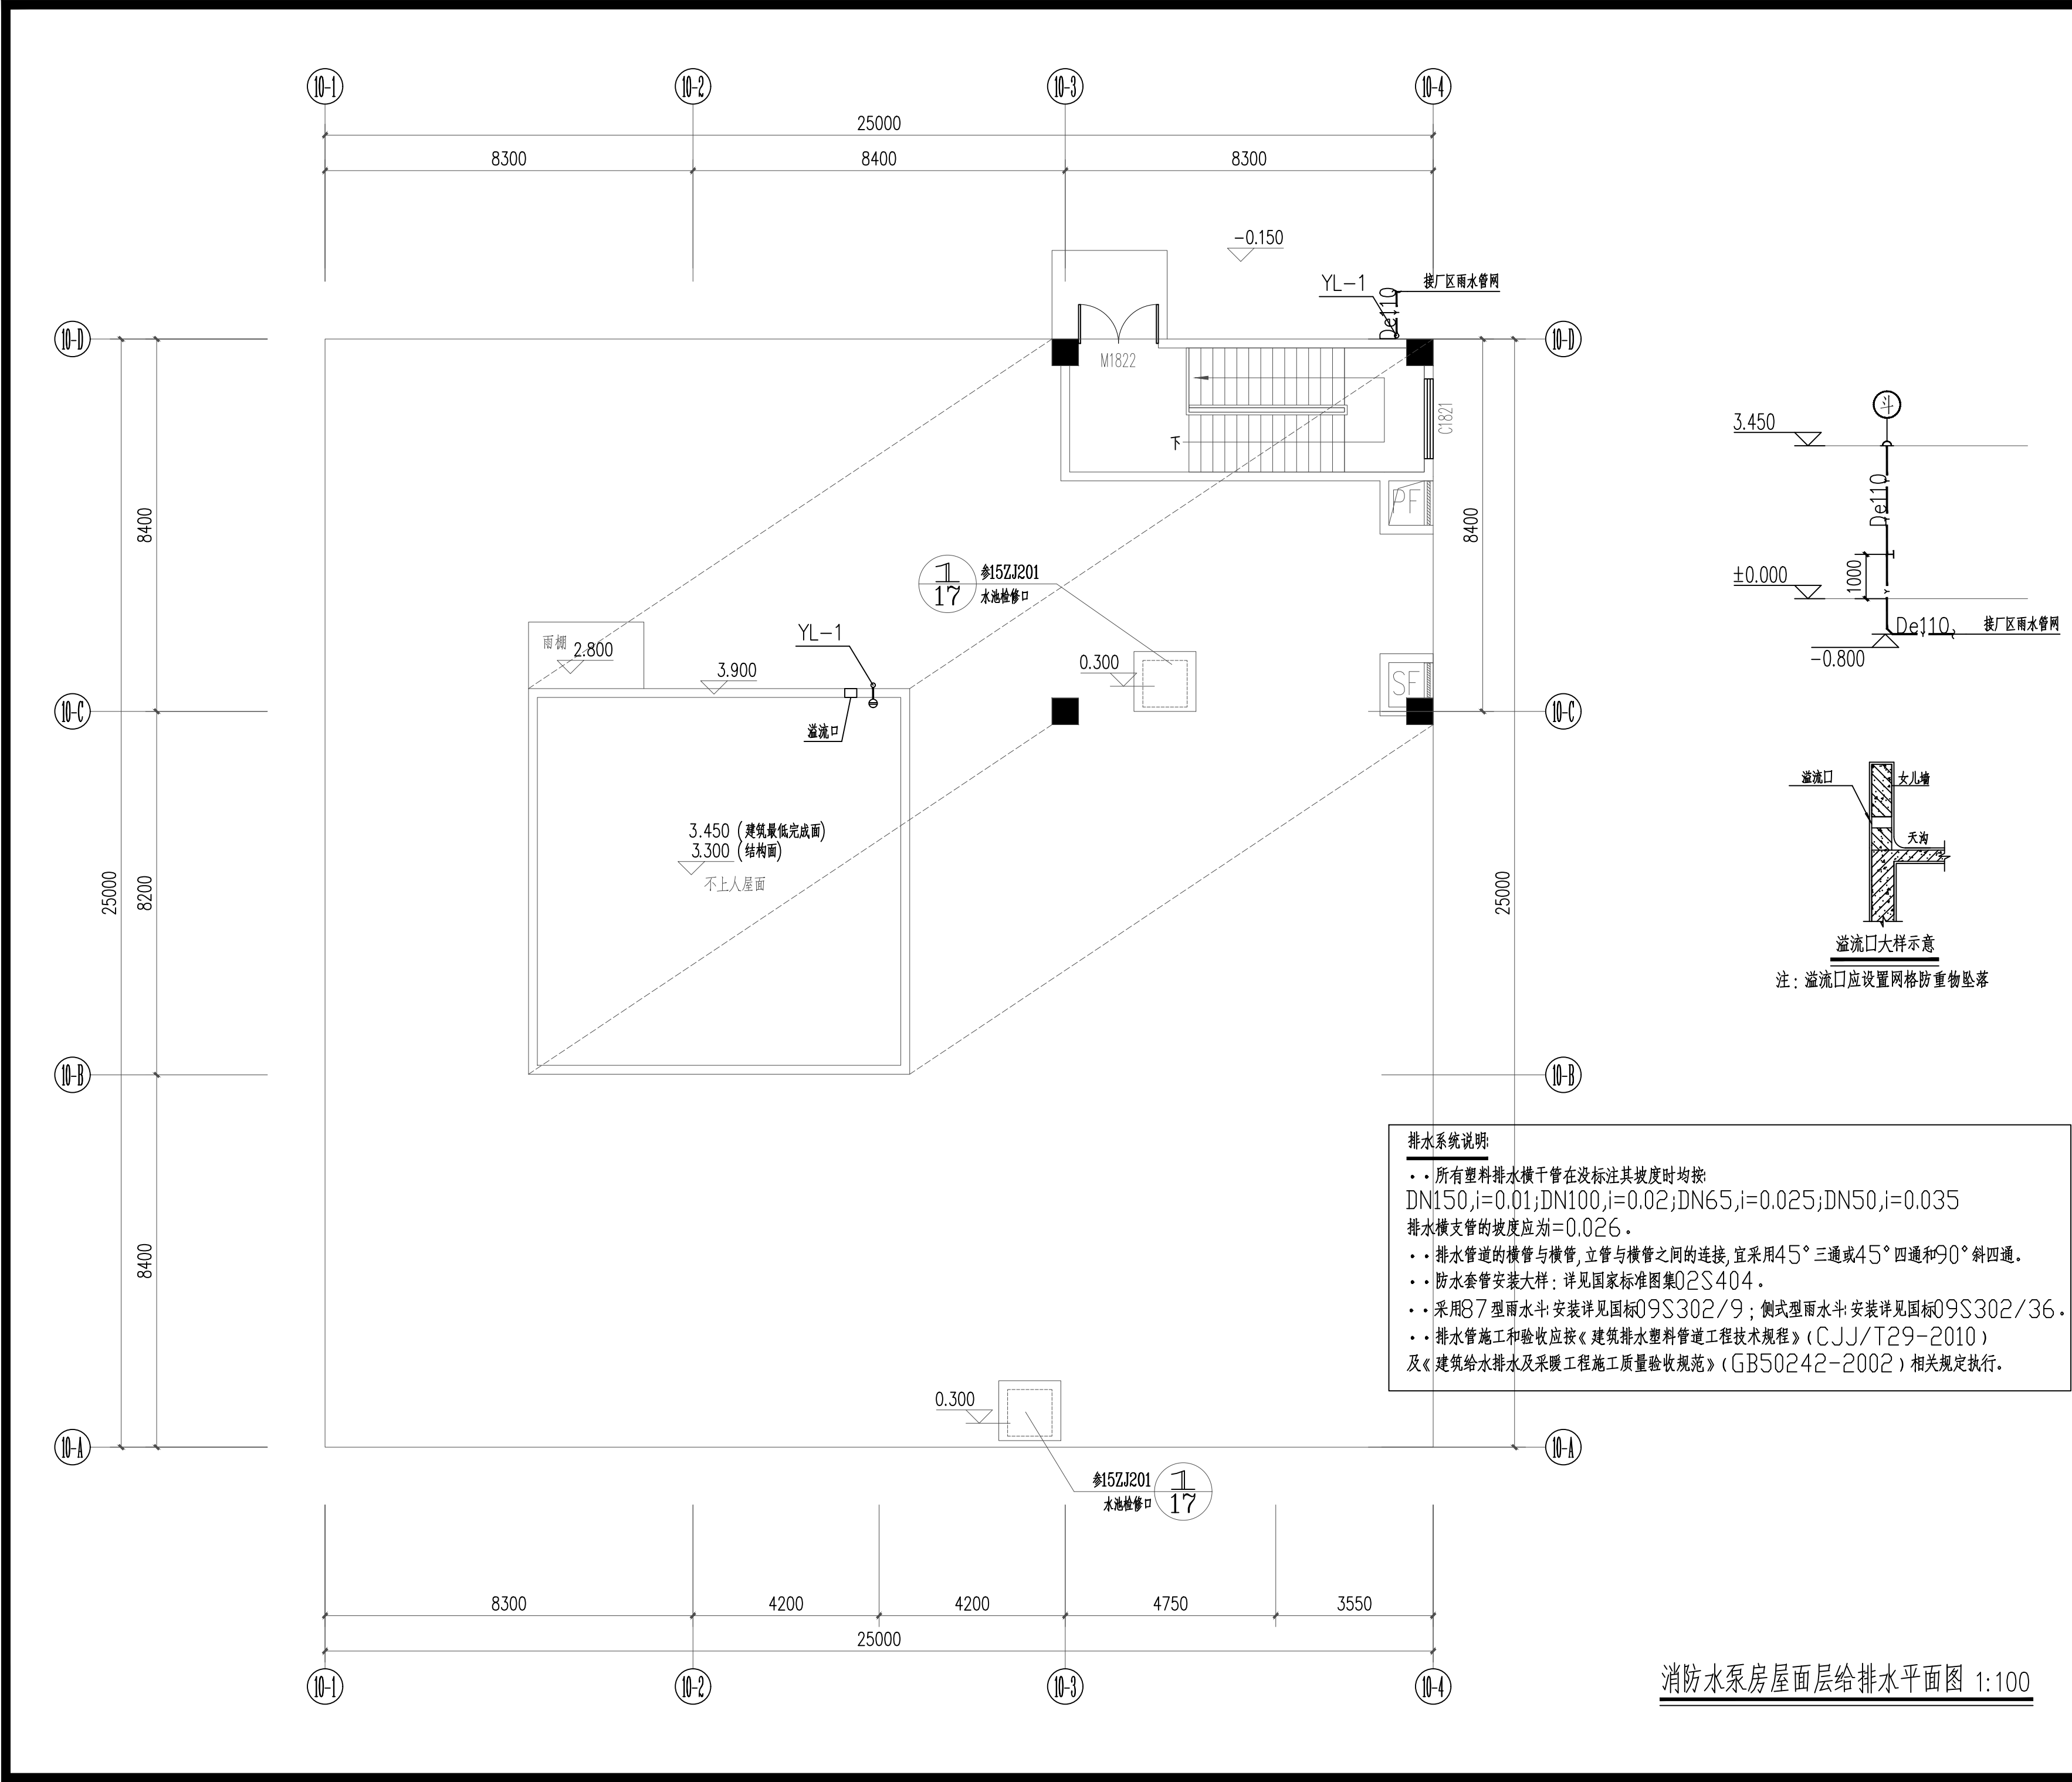 10-1
10-2
10-3
10-4
25000
8300
8400
8300
-0.150
YL-1
De110
接厂区雨水管网
10-D
10-D
M1822
C1821
下
PF
8400
8400
1
17
参15ZJ201
水池检修口
雨棚
2.800
3.900
YL-1
溢流口
0.300
SF
10-C
10-C
3.450(建筑最低完成面)
3.300(结构面)
不上人屋面
25000
8200
25000
10-B
10-B
8400
0.300
10-A
10-A
参15ZJ201
水池检修口
1
17
8300
4200
4200
4750
3550
25000
10-1
10-2
10-3
10-4
斗
3.450
De110
±0.000
1000
Y
De110
接厂区雨水管网
-0.800
溢流口
女儿墙
天沟
溢流口大样示意
注：溢流口应设置网格防重物坠落
排水系统说明:
··所有塑料排水横干管在没标注其坡度时均按:
DN150,i=0.01;DN100,i=0.02;DN65,i=0.025;DN50,i=0.035
排水横支管的坡度应为i=0.026。
··排水管道的横管与横管,立管与横管之间的连接,宜采用45°三通或45°四通和90°斜四通。
··防水套管安装大样：详见国家标准图集02S404。
··采用87型雨水斗:安装详见国标09S302/9；侧式型雨水斗:安装详见国标09S302/36。
··排水管施工和验收应按《建筑排水塑料管道工程技术规程》(CJJ/T29-2010)
及《建筑给水排水及采暖工程施工质量验收规范》(GB50242-2002)相关规定执行。
消防水泵房屋面层给排水平面图 1:100